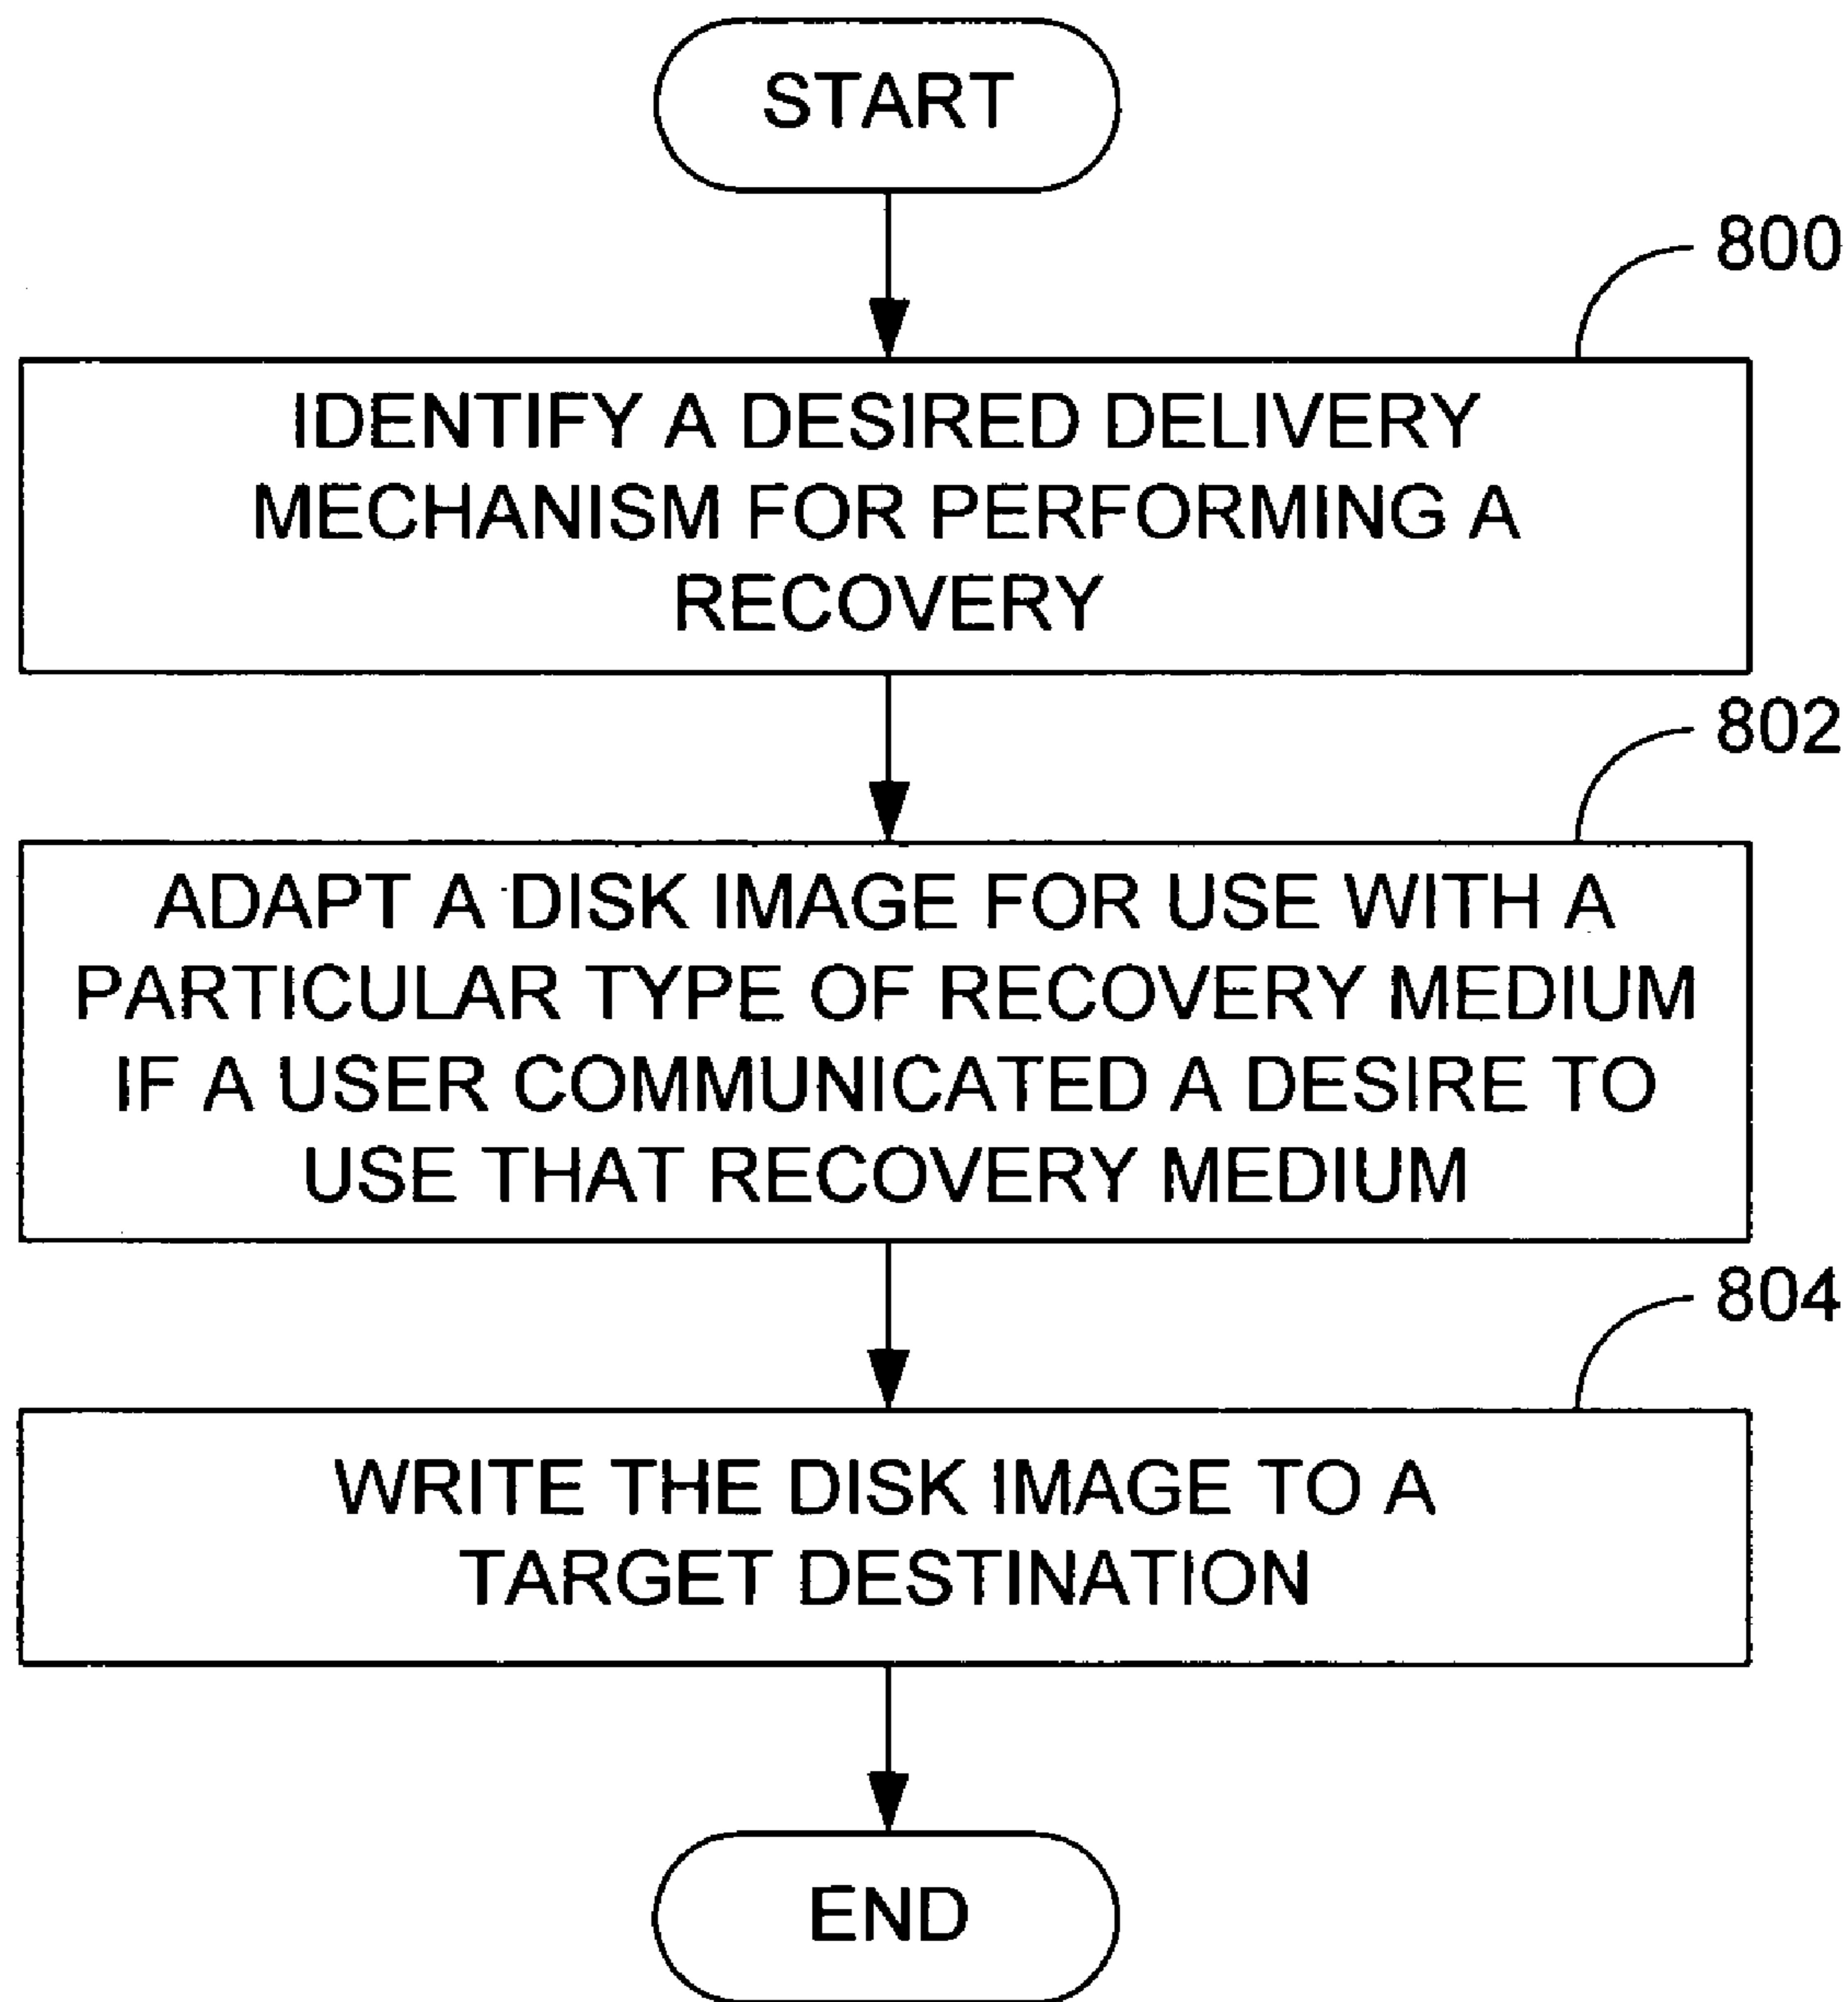 START
800
IDENTIFY A DESIRED DELIVERY
MECHANISM FOR PERFORMING A
RECOVERY
802
ADAPT A DISK IMAGE FOR USE WITH A
PARTICULAR TYPE OF RECOVERY MEDIUM
IF A USER COMMUNICATED A DESIRE TO
USE THAT RECOVERY MEDIUM
804
WRITE THE DISK IMAGE TO A
TARGET DESTINATION
END